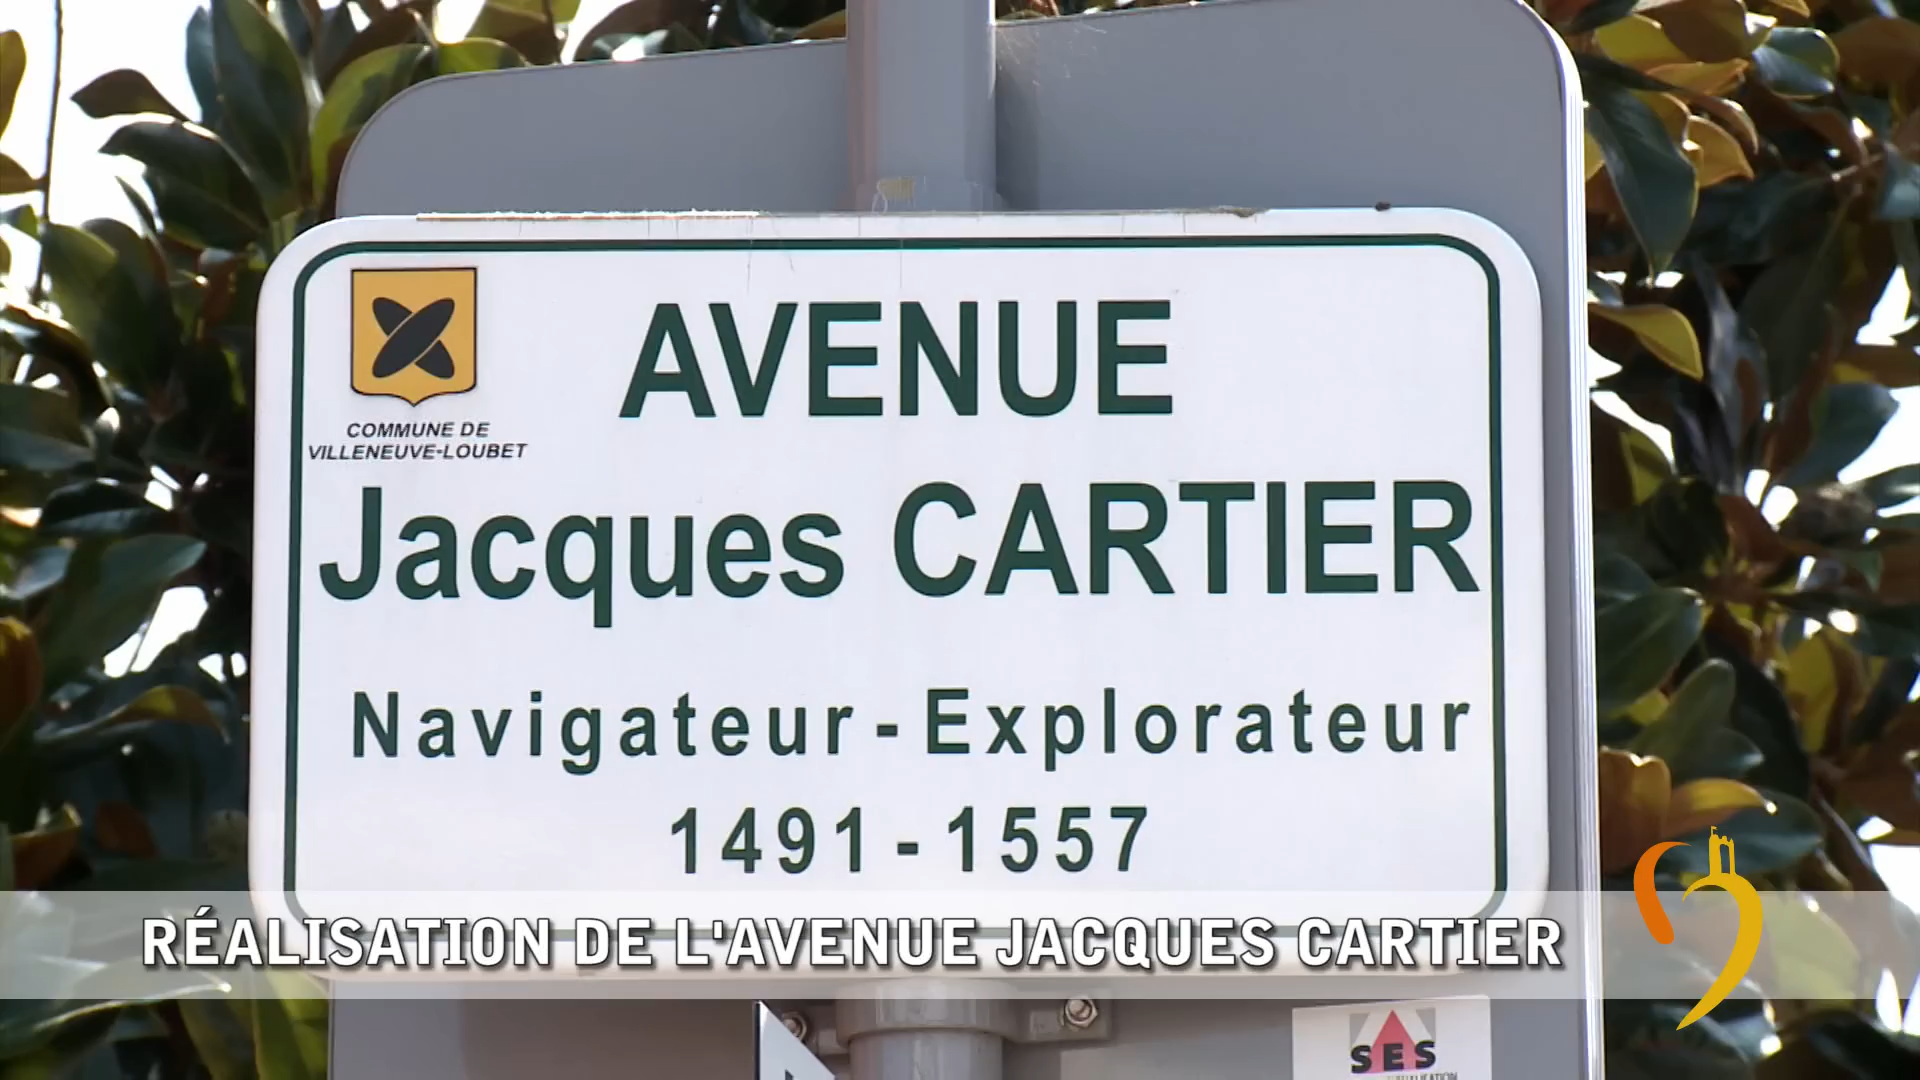 COMMUNE DE
VILLENEUVE-LOUBET
AVENUE
Jacques CARTIER
Navigateur - Explorateur
1491 - 1557
RÉALISATION DE L'AVENUE JACQUES CARTIER
SES